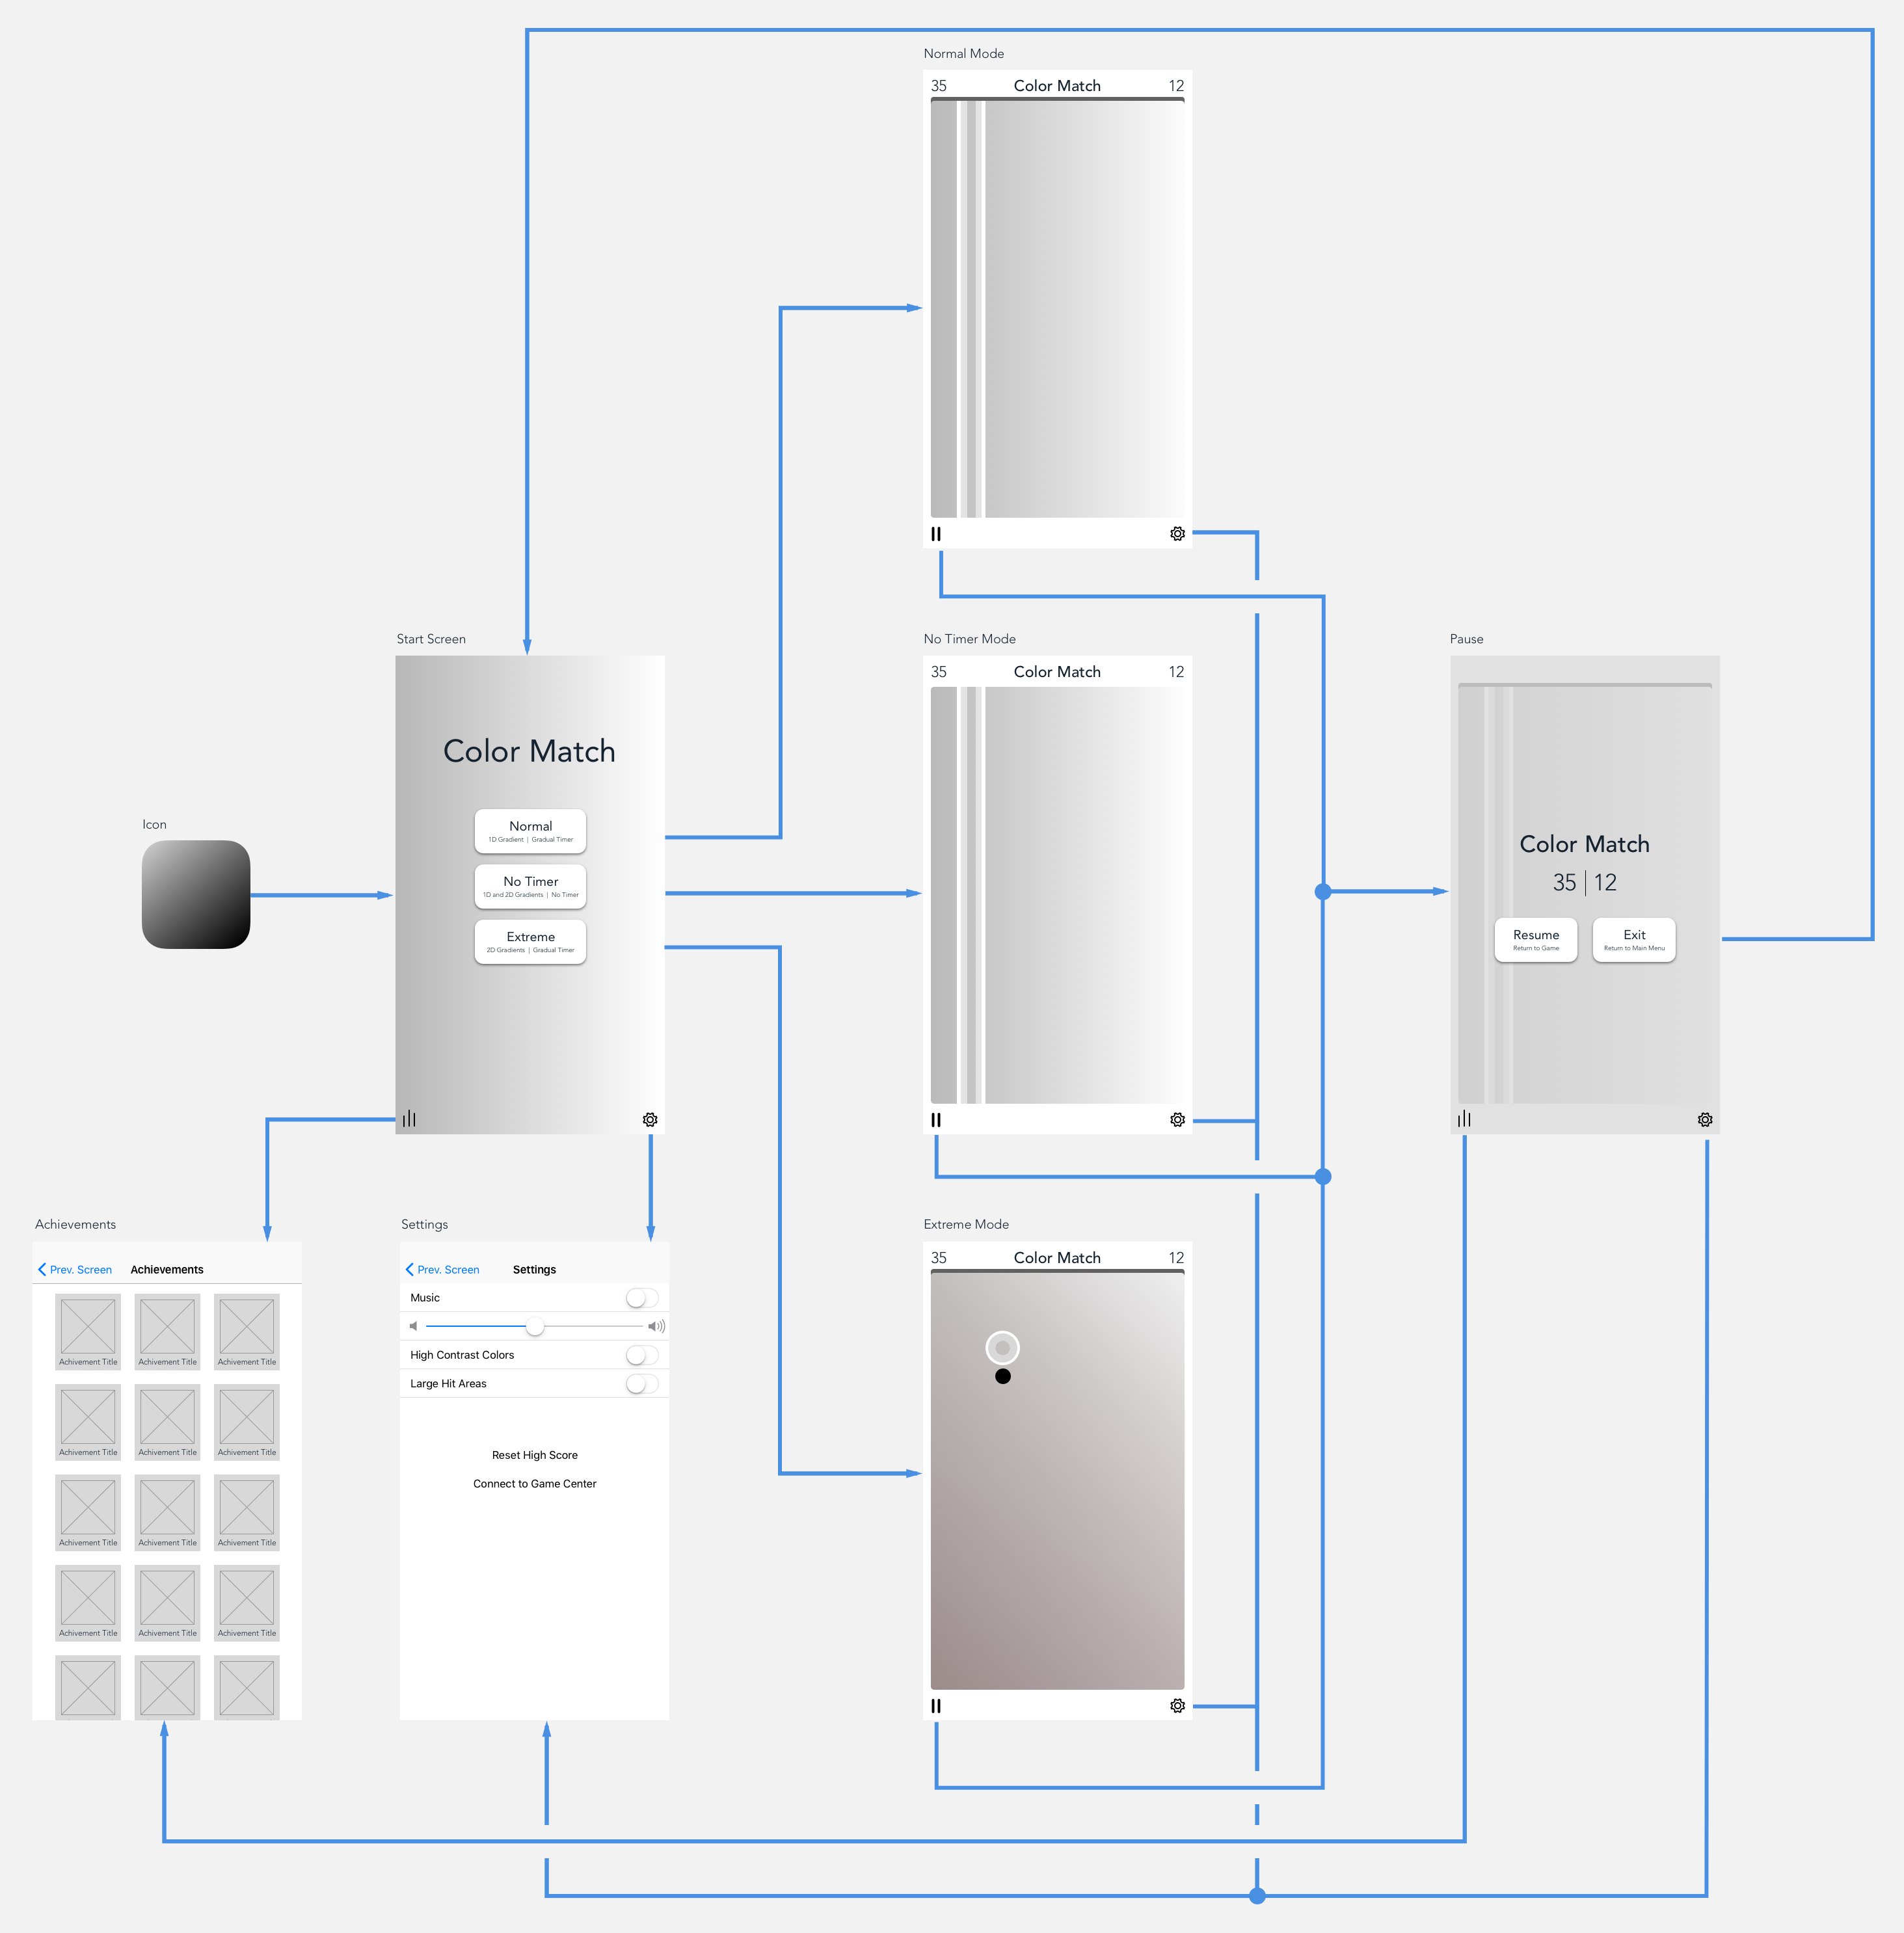 Normal Mode
35 Color Match 12
Start Screen
Color Match
Normal
1D Gradient | Gradual Timer
No Timer
1D and 2D Gradients | No Timer
Extreme
2D Gradients | Gradual Timer
Icon
No Timer Mode
35 Color Match 12
Pause
Color Match
35 | 12
Resume
Return to Game
Exit
Return to Main Menu
Achievements
Prev. Screen Achievements
Achivement Title Achivement Title Achivement Title
Achivement Title Achivement Title Achivement Title
Achivement Title Achivement Title Achivement Title
Achivement Title Achivement Title Achivement Title
Settings
Prev. Screen Settings
Music
High Contrast Colors
Large Hit Areas
Reset High Score
Connect to Game Center
Extreme Mode
35 Color Match 12